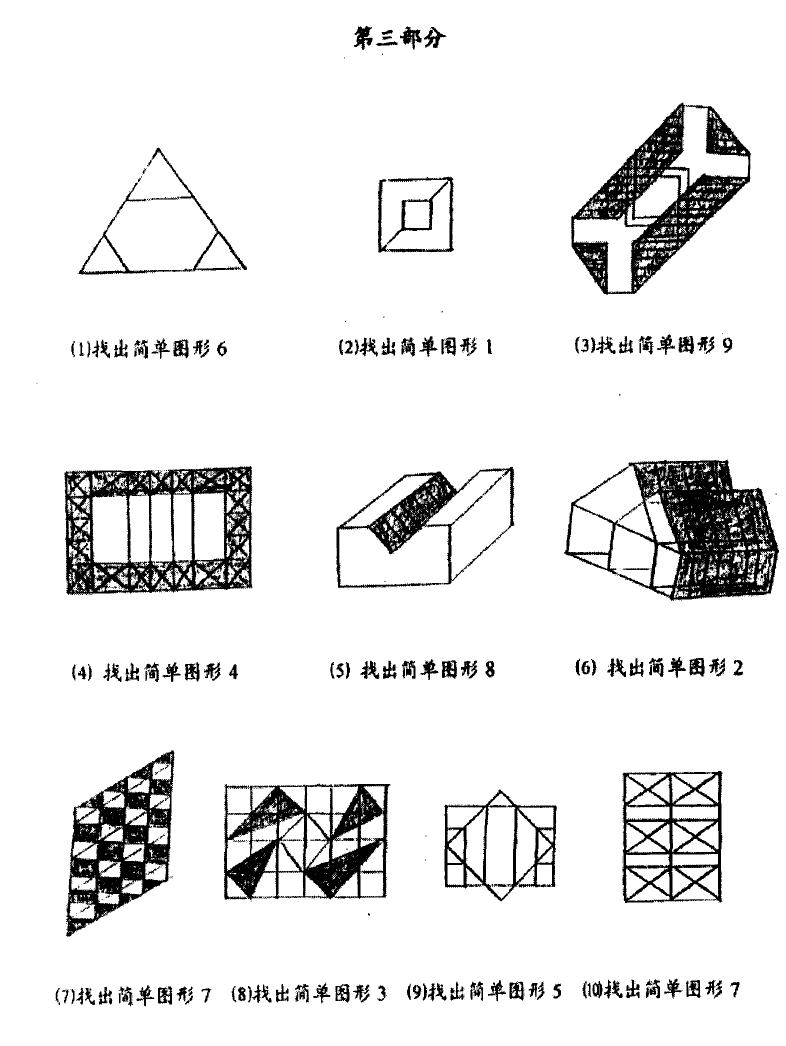 第三部分
(1)找出简单图形 6 (2)找出简单图形 1 (3)找出简单图形 9
(4) 找出简单图形 4 (5) 找出简单图形 8 (6) 找出简单图形 2
(7)找出简单图形 7 (8)找出简单图形 3 (9)找出简单图形 5 (10)找出简单图形 7